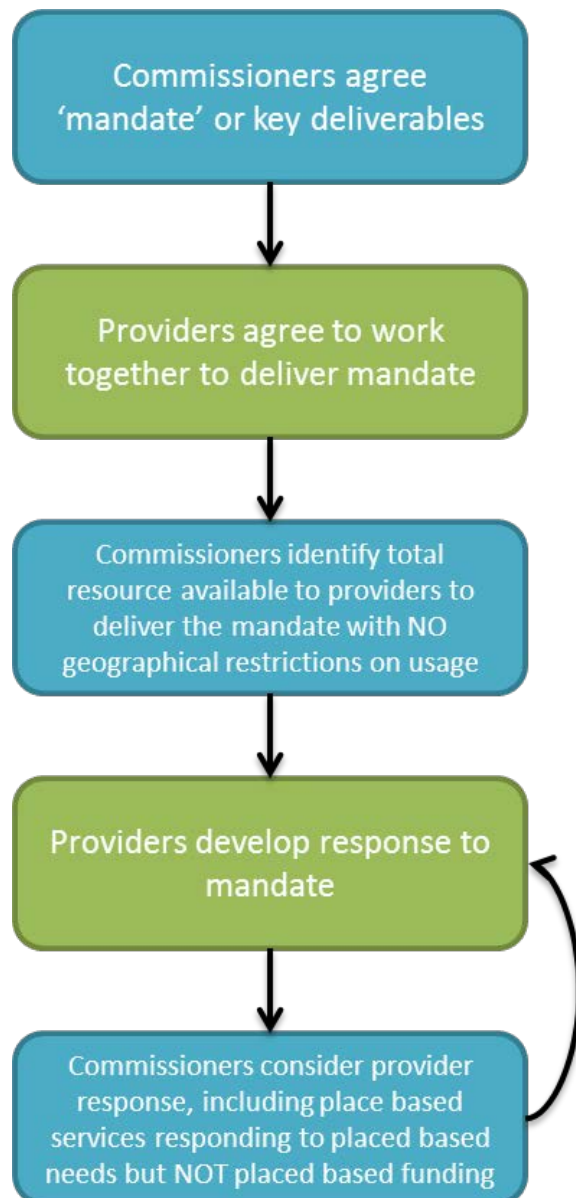 Commissioners agree
‘mandate’ or key deliverables
Providers agree to work
together to deliver mandate
Commissioners identify total
resource available to providers to
deliver the mandate with NO
geographical restrictions on usage
Providers develop response to
mandate
Commissioners consider provider
response, including place based
services responding to placed based
needs but NOT placed based funding